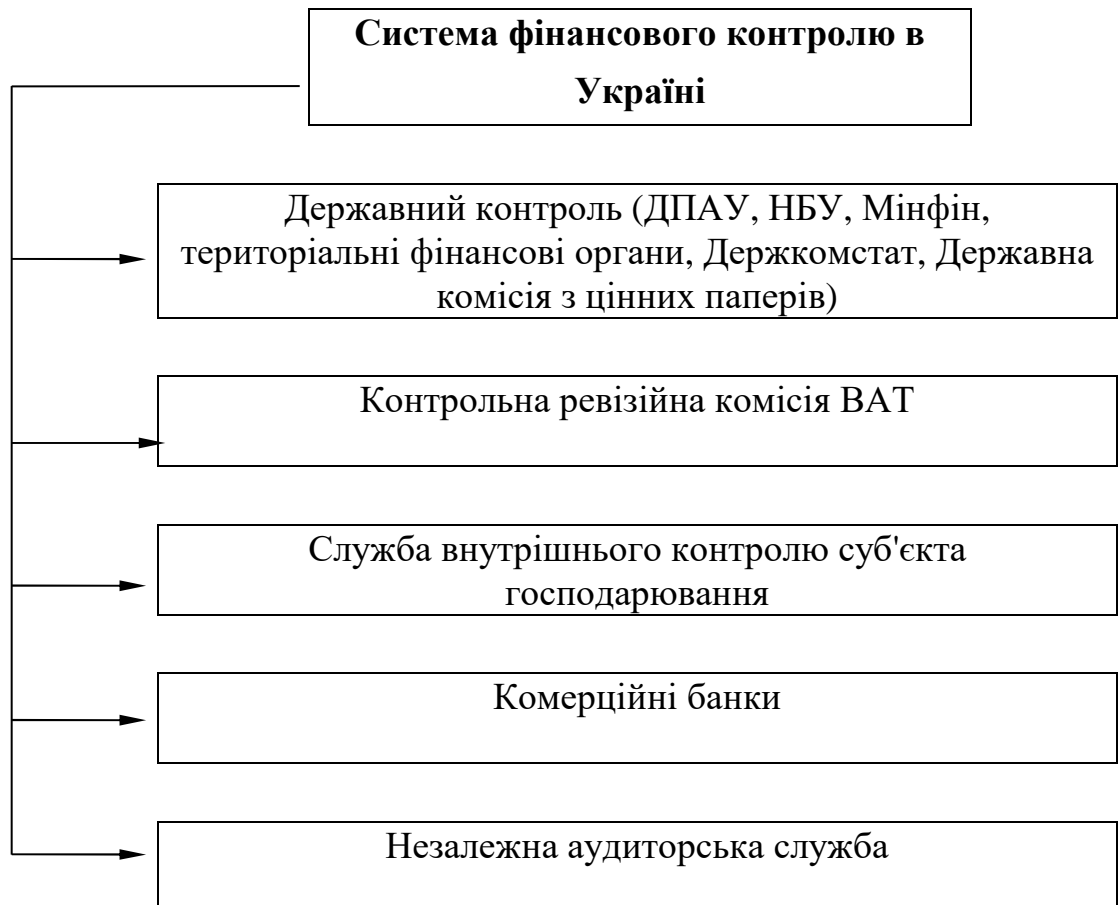 Система фінансового контролю в
Україні
Державний контроль (ДПАУ, НБУ, Мінфін,
територіальні фінансові органи, Держкомстат, Державна
комісія з цінних паперів)
Контрольна ревізійна комісія ВАТ
Служба внутрішнього контролю суб'єкта
господарювання
Комерційні банки
Незалежна аудиторська служба